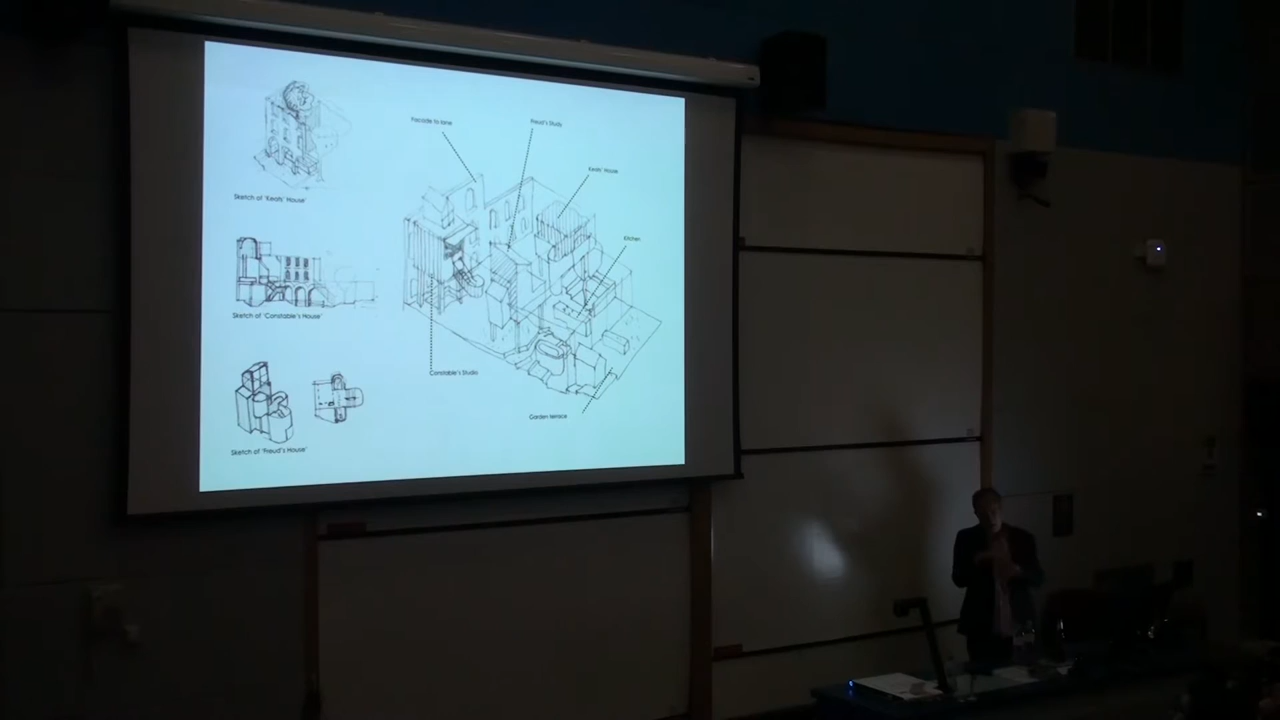 Sketch of 'Keats' House'
Sketch of 'Constable's House'
Sketch of 'Freud's House'
Facade to lane
Freud's Study
Keats' House
Kitchen
Constable's Studio
Garden terrace